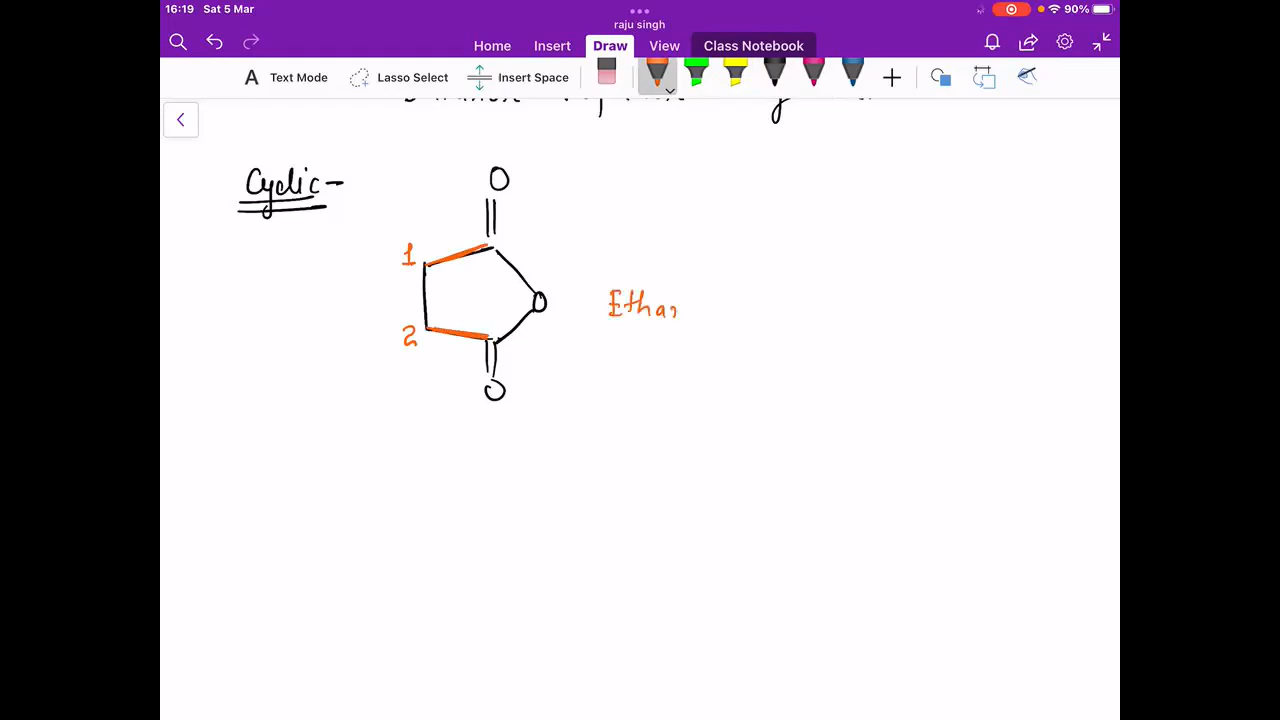 16:19 Sat 5 Mar
90%
raju singh
Home Insert Draw View Class Notebook
A Text Mode Lasso Select Insert Space
Cyclic-
O
1
O
Etha
2
O